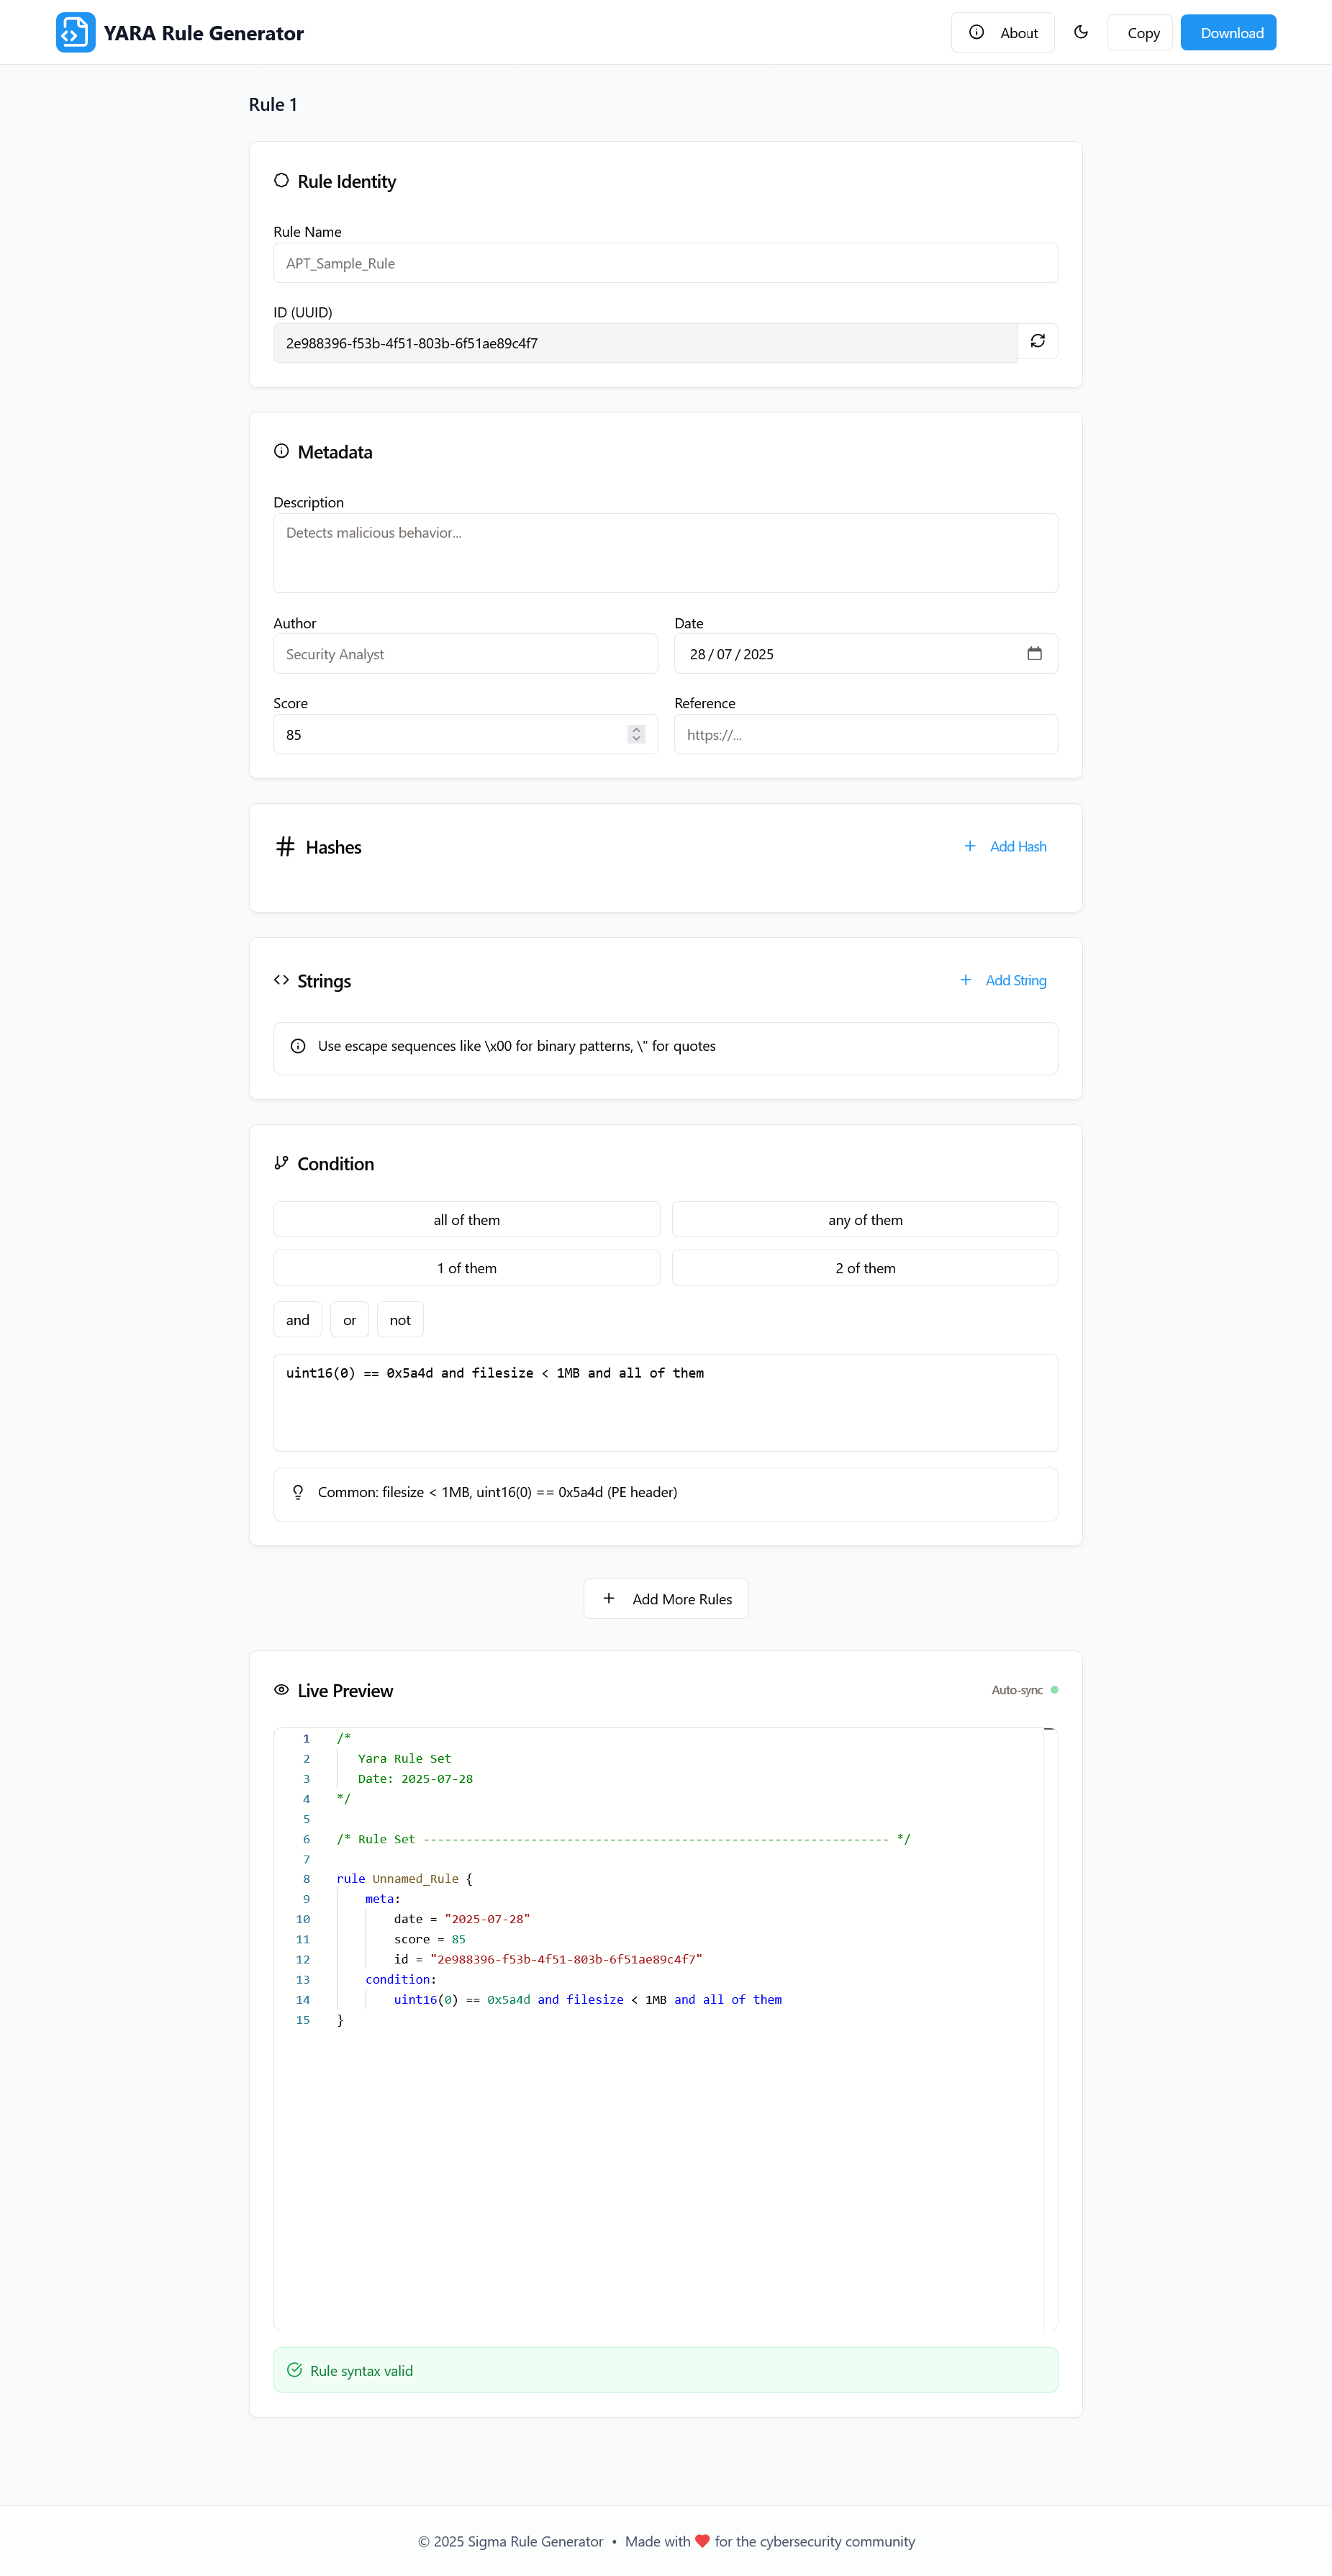 YARA Rule Generator
About
Copy
Download
Rule 1
Rule Identity
Rule Name
APT_Sample_Rule
ID (UUID)
2e988396-f53b-4f51-803b-6f51ae89c4f7
Metadata
Description
Detects malicious behavior...
Author
Date
Security Analyst
28 / 07 / 2025
Score
Reference
85
https://...
# Hashes
+ Add Hash
<> Strings
+ Add String
Use escape sequences like \x00 for binary patterns, \" for quotes
Condition
all of them
any of them
1 of them
2 of them
and
or
not
uint16(0) == 0x5a4d and filesize < 1MB and all of them
Common: filesize < 1MB, uint16(0) == 0x5a4d (PE header)
+ Add More Rules
Live Preview
Auto-sync
1 /*
2 Yara Rule Set
3 Date: 2025-07-28
4 */
5
6 /* Rule Set ----------------------------------------------------------------- */
7
8 rule Unnamed_Rule {
9 meta:
10 date = "2025-07-28"
11 score = 85
12 id = "2e988396-f53b-4f51-803b-6f51ae89c4f7"
13 condition:
14 uint16(0) == 0x5a4d and filesize < 1MB and all of them
15 }
Rule syntax valid
© 2025 Sigma Rule Generator • Made with ❤️ for the cybersecurity community